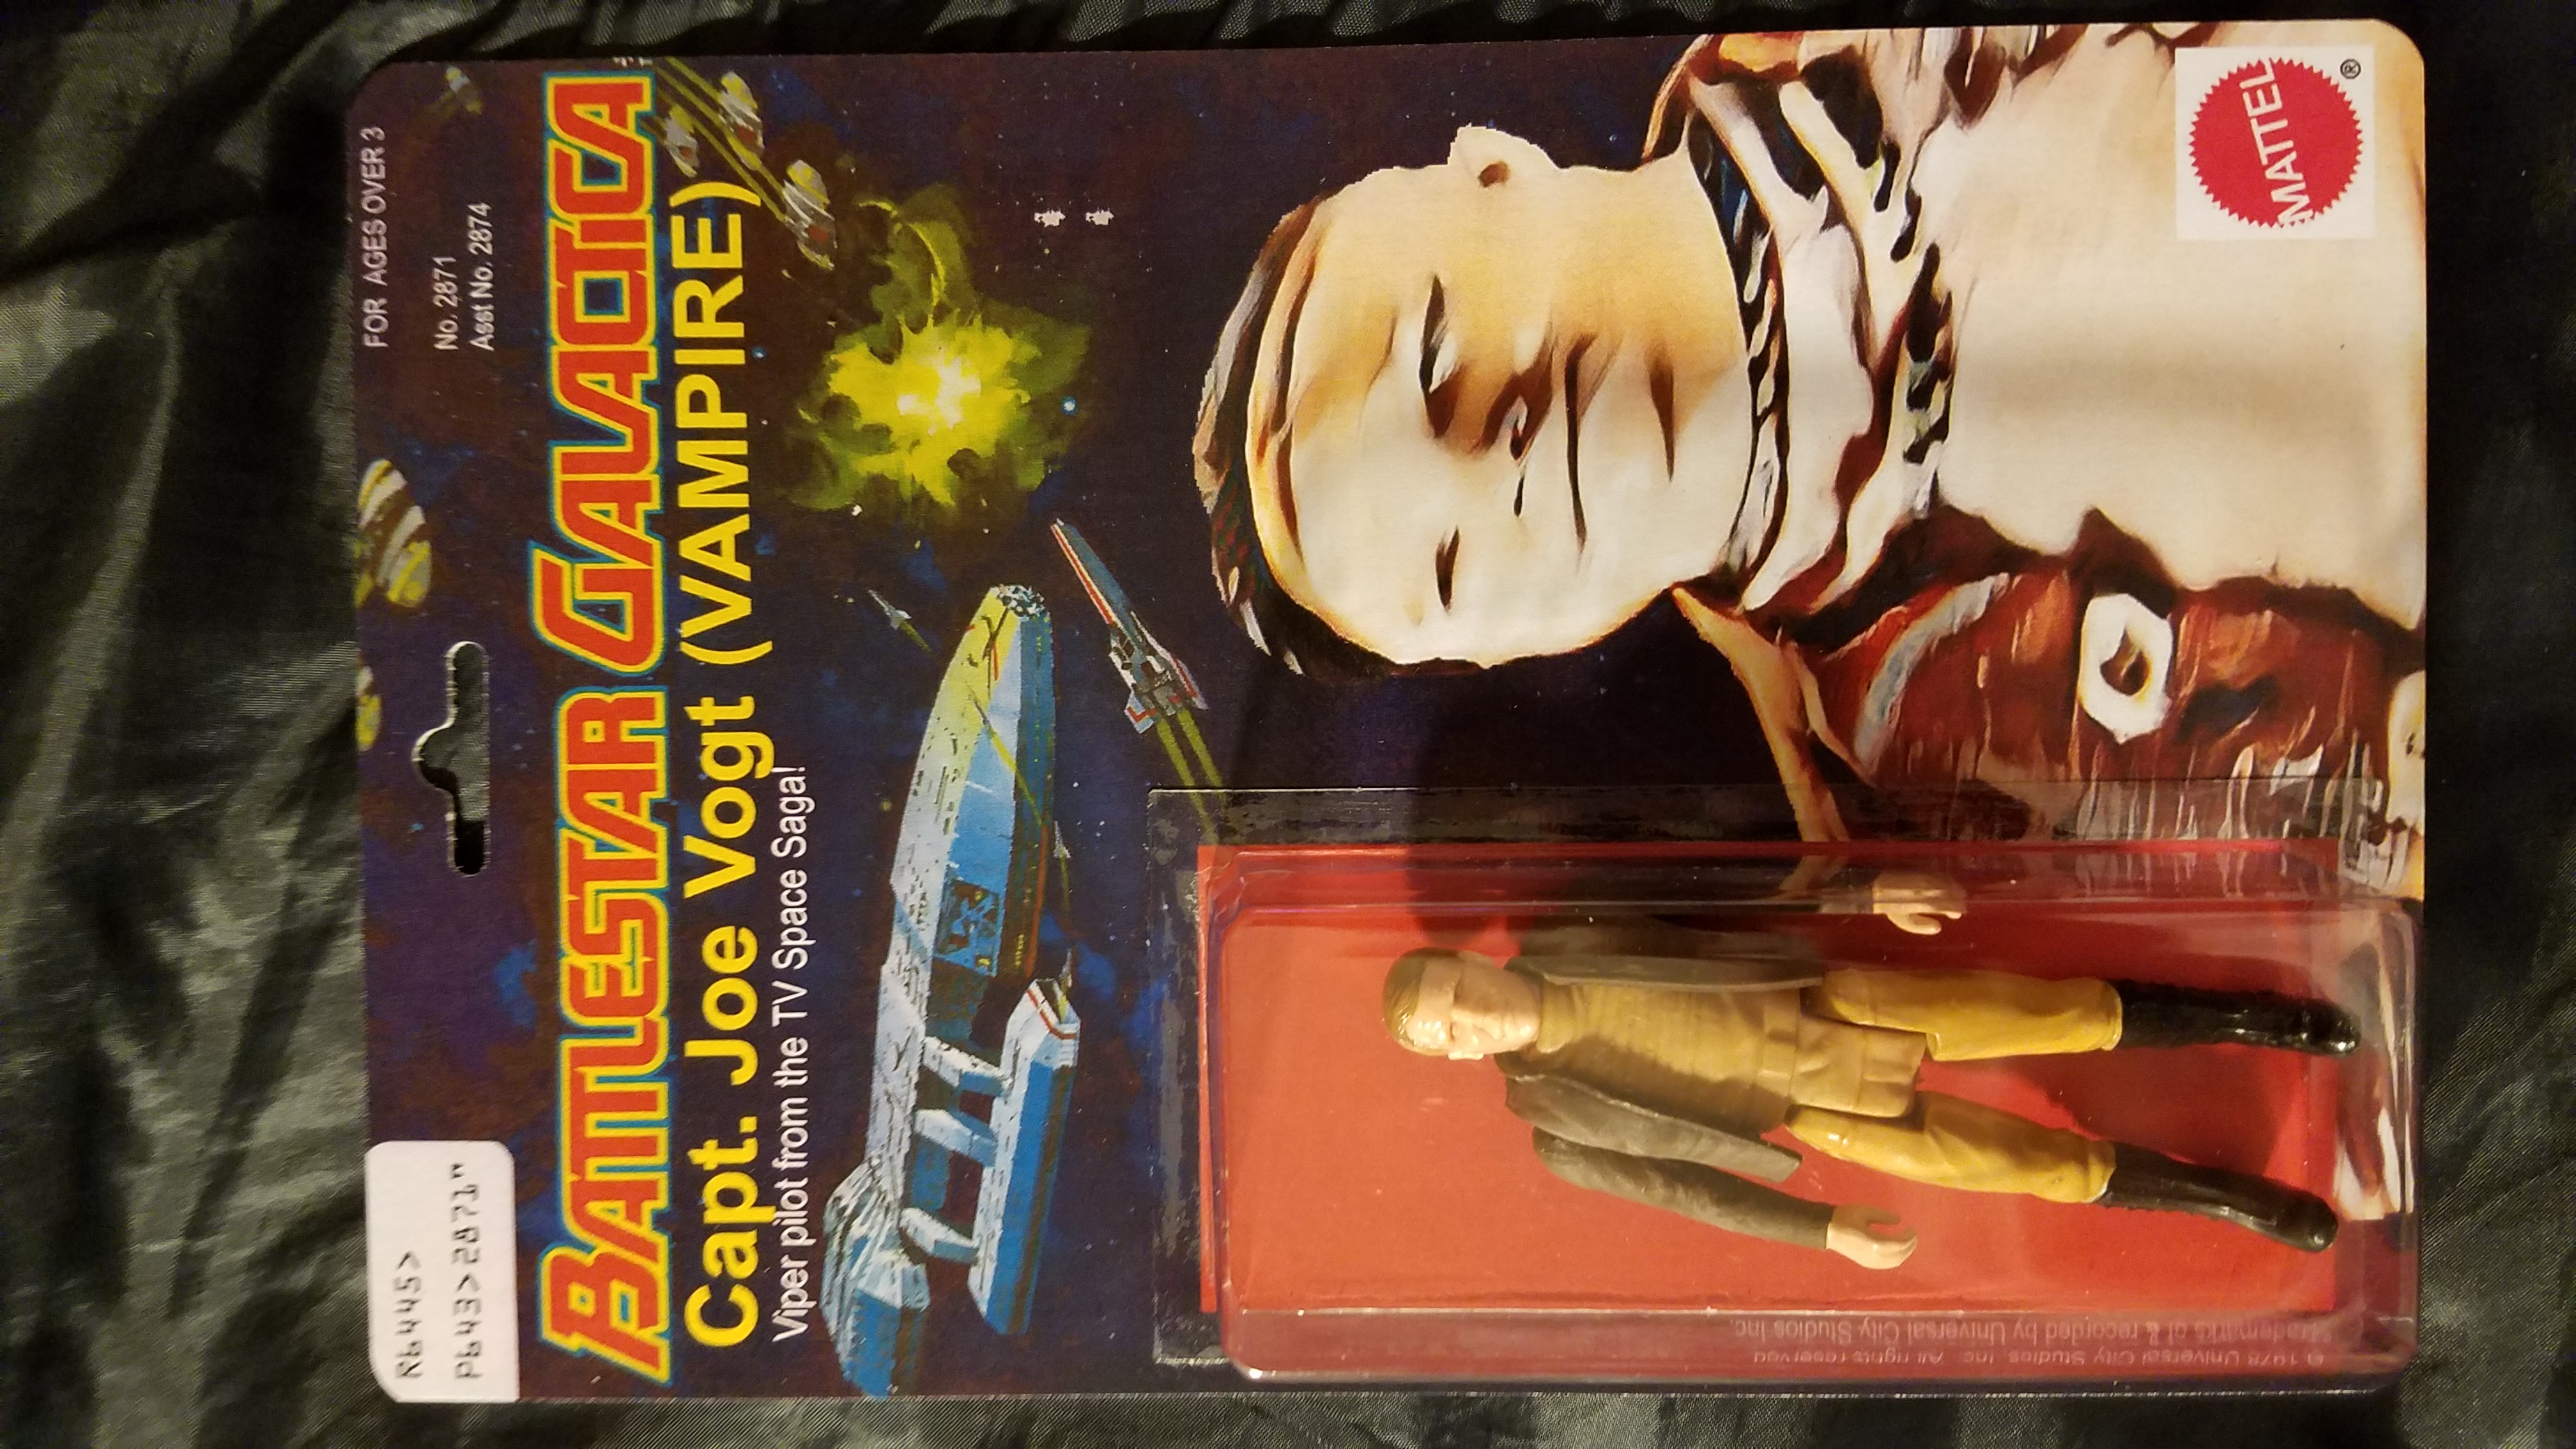 FOR AGES OVER 3
No. 2871
Asst No. 2874
R6445>
P643>2871"
BATTLESTAR GALACTICA
Capt. Joe Vogt (VAMPIRE)
Viper pilot from the TV Space Saga!
MATTEL
®
© 1978 Universal City Studios, Inc. All rights reserved
Trademarks of & recorded by Universal City Studios Inc.